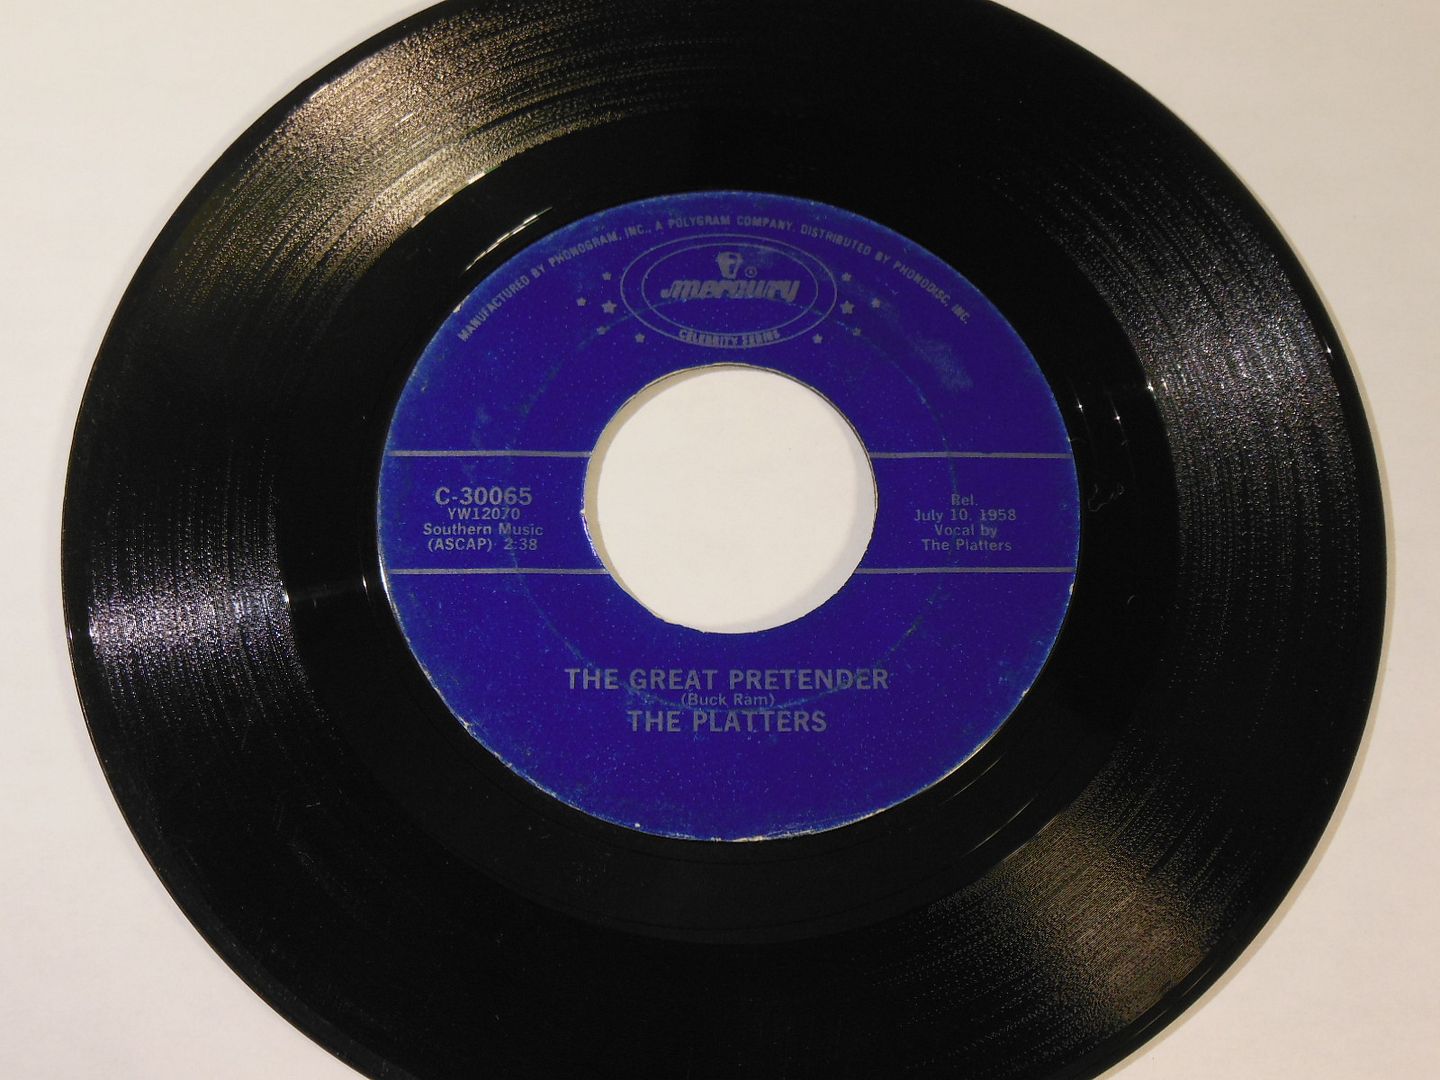 MANUFACTURED BY PHONOGRAM, INC., A POLYGRAM COMPANY. DISTRIBUTED BY PHONODISC, INC.
mercury®
CELEBRITY SERIES
C-30065
YW12070
Southern Music
(ASCAP) 2:38
Rel.
July 10, 1958
Vocal by
The Platters
THE GREAT PRETENDER
(Buck Ram)
THE PLATTERS